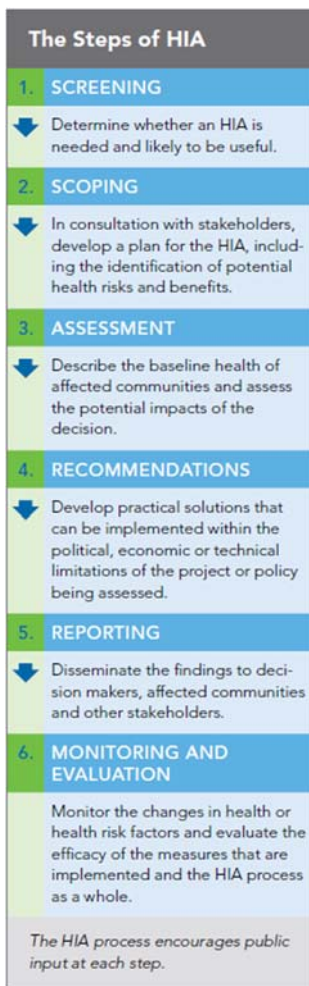 The Steps of HIA
1. SCREENING
Determine whether an HIA is
needed and likely to be useful.
2. SCOPING
In consultation with stakeholders,
develop a plan for the HIA, includ-
ing the identification of potential
health risks and benefits.
3. ASSESSMENT
Describe the baseline health of
affected communities and assess
the potential impacts of the
decision.
4. RECOMMENDATIONS
Develop practical solutions that
can be implemented within the
political, economic or technical
limitations of the project or policy
being assessed.
5. REPORTING
Disseminate the findings to deci-
sion makers, affected communities
and other stakeholders.
6. MONITORING AND
EVALUATION
Monitor the changes in health or
health risk factors and evaluate the
efficacy of the measures that are
implemented and the HIA process
as a whole.
The HIA process encourages public
input at each step.